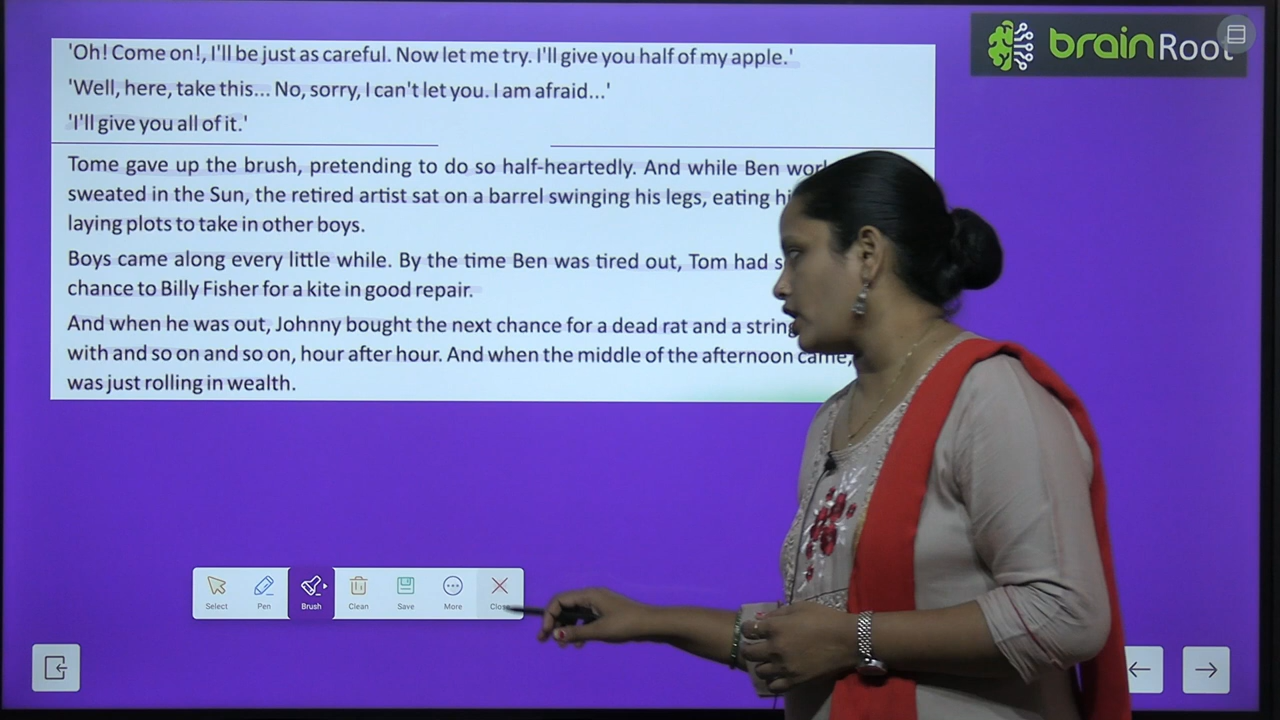 brainRoot
'Oh! Come on!, I'll be just as careful. Now let me try. I'll give you half of my apple.'
'Well, here, take this... No, sorry, I can't let you. I am afraid...'
'I'll give you all of it.'
Tome gave up the brush, pretending to do so half-heartedly. And while Ben
sweated in the Sun, the retired artist sat on a barrel swinging his legs, eating
laying plots to take in other boys.
Boys came along every little while. By the time Ben was tired out, Tom had
chance to Billy Fisher for a kite in good repair.
And when he was out, Johnny bought the next chance for a dead rat and a string
with and so on and so on, hour after hour. And when the middle of the afternoon came,
was just rolling in wealth.
Select Pen Brush Clean Save More Close